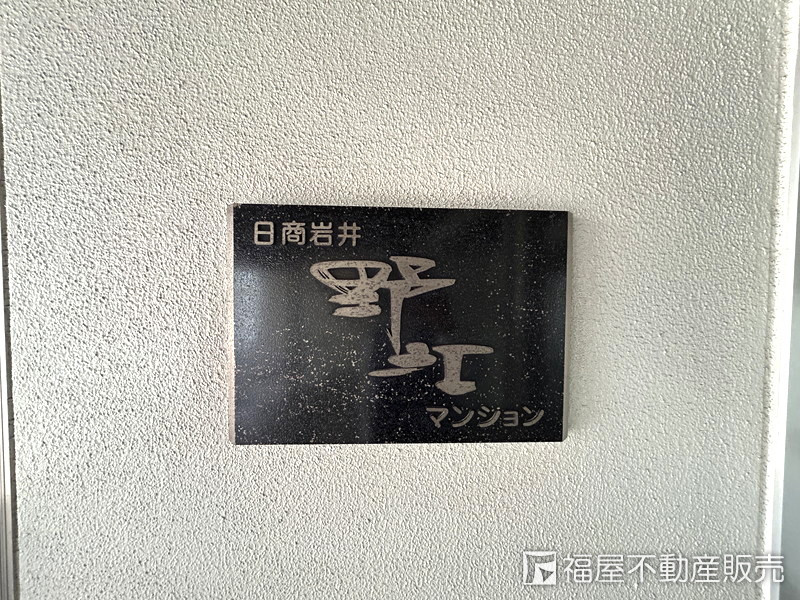 日商岩井
野江
マンション
福屋不動産販売